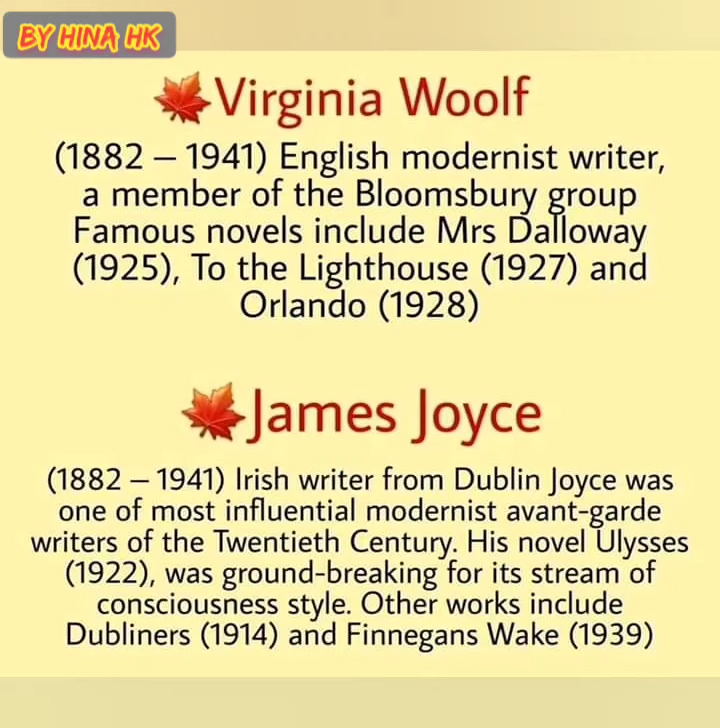 BY HINA HK
Virginia Woolf
(1882 – 1941) English modernist writer,
a member of the Bloomsbury group
Famous novels include Mrs Dalloway
(1925), To the Lighthouse (1927) and
Orlando (1928)
James Joyce
(1882 – 1941) Irish writer from Dublin Joyce was
one of most influential modernist avant-garde
writers of the Twentieth Century. His novel Ulysses
(1922), was ground-breaking for its stream of
consciousness style. Other works include
Dubliners (1914) and Finnegans Wake (1939)